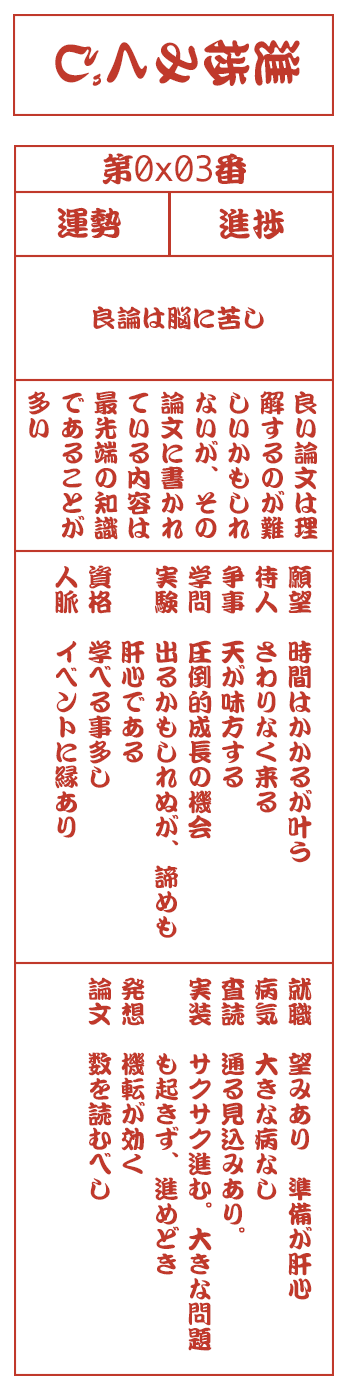 進捗みくじ
第0x03番
運勢
進捗
良論は脳に苦し
良い論文は理
解するのが難
しいかもしれ
ないが、その
論文に書かれ
ている内容は
最先端の知識
であることが
多い
願望 時間はかかるが叶う
待人 さわりなく来る
争事 天が味方する
学問 圧倒的成長の機会
実験 出るかもしれぬが、諦めも
肝心である
資格 学べる事多し
人脈 イベントに縁あり
就職 望みあり 準備が肝心
病気 大きな病なし
査読 通る見込みあり。
実装 サクサク進む。大きな問題
も起きず、進めどき
発想 機転が効く
論文 数を読むべし